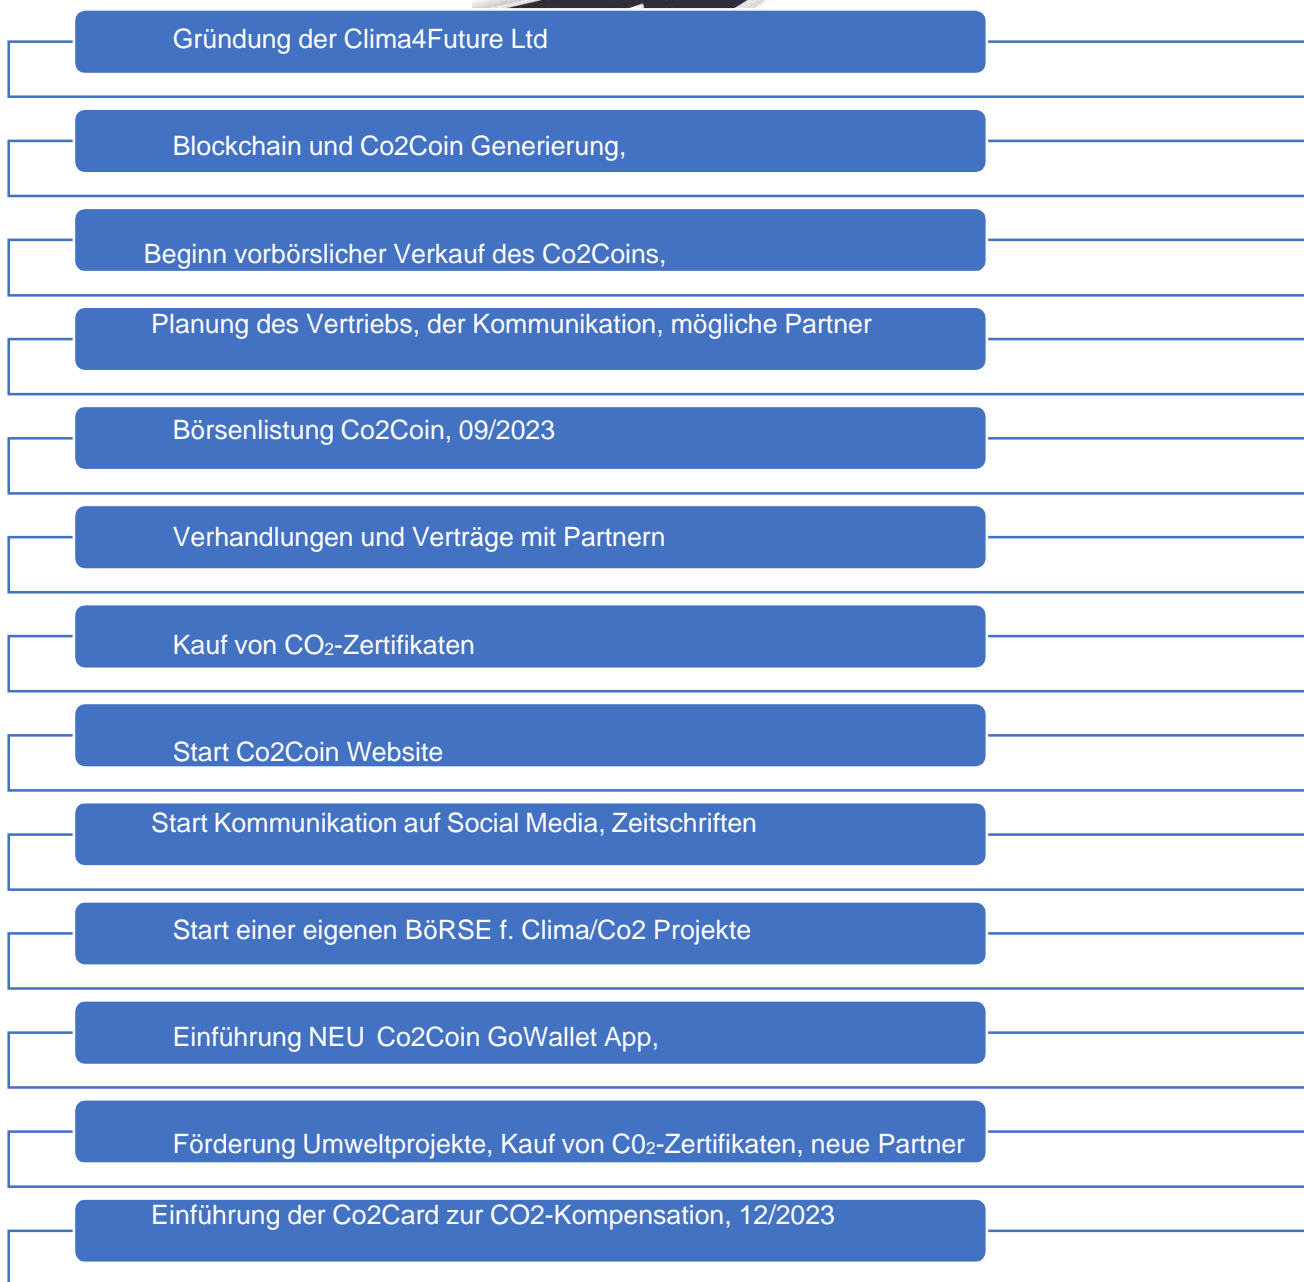 Gründung der Clima4Future Ltd
Blockchain und Co2Coin Generierung,
Beginn vorbörslicher Verkauf des Co2Coins,
Planung des Vertriebs, der Kommunikation, mögliche Partner
Börsenlistung Co2Coin, 09/2023
Verhandlungen und Verträge mit Partnern
Kauf von CO₂-Zertifikaten
Start Co2Coin Website
Start Kommunikation auf Social Media, Zeitschriften
Start einer eigenen BöRSE f. Clima/Co2 Projekte
Einführung NEU Co2Coin GoWallet App,
Förderung Umweltprojekte, Kauf von C0₂-Zertifikaten, neue Partner
Einführung der Co2Card zur CO2-Kompensation, 12/2023